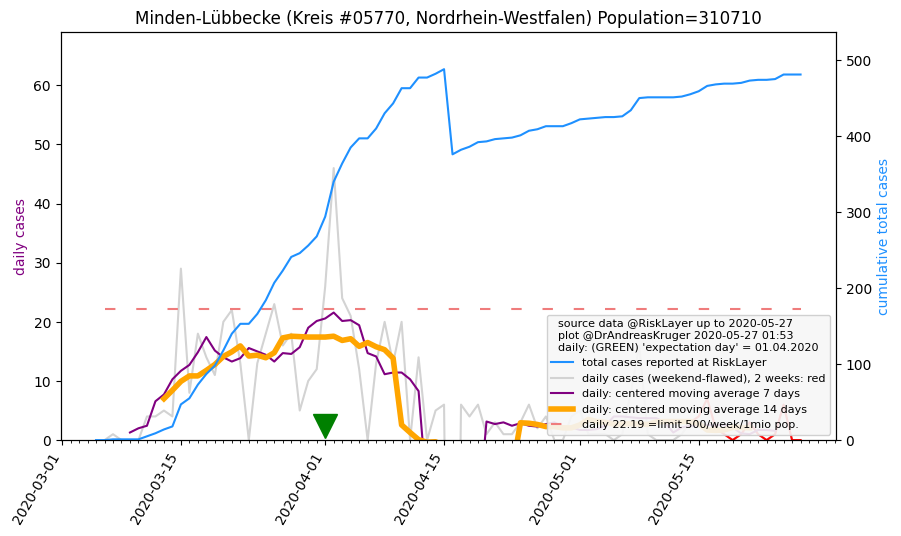 Minden-Lübbecke (Kreis #05770, Nordrhein-Westfalen) Population=310710
daily cases
60
50
40
30
20
10
0
cumulative total cases
500
400
300
200
100
0
2020-03-01
2020-03-15
2020-04-01
2020-04-15
2020-05-01
2020-05-15
source data @RiskLayer up to 2020-05-27
plot @DrAndreasKruger 2020-05-27 01:53
daily: (GREEN) 'expectation day' = 01.04.2020
total cases reported at RiskLayer
daily cases (weekend-flawed), 2 weeks: red
daily: centered moving average 7 days
daily: centered moving average 14 days
daily 22.19 =limit 500/week/1mio pop.